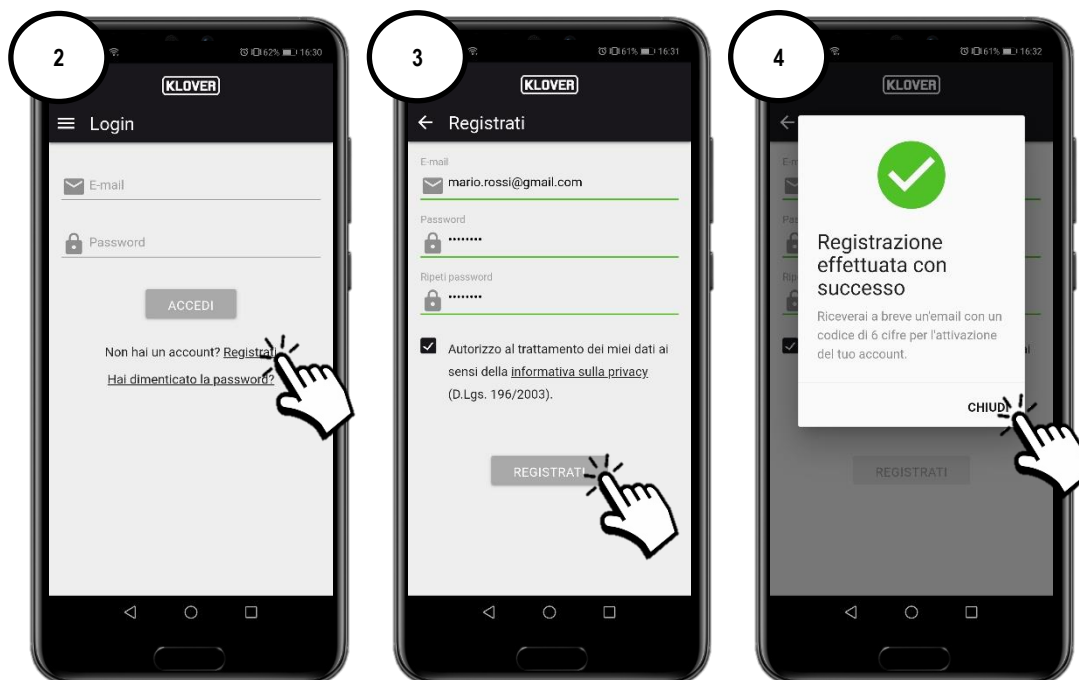 2
62% 16:30
KLOVER
Login
E-mail
Password
ACCEDI
Non hai un account? Registrati
Hai dimenticato la password?
3
61% 16:31
KLOVER
Registrati
E-mail
mario.rossi@gmail.com
Password
••••••••
Ripeti password
••••••••
Autorizzo al trattamento dei miei dati ai
sensi della informativa sulla privacy
(D.Lgs. 196/2003).
REGISTRATI
4
61% 16:32
KLOVER
Registrazione
effettuata con
successo
Riceverai a breve un'email con un
codice di 6 cifre per l'attivazione
del tuo account.
CHIUDI
REGISTRATI